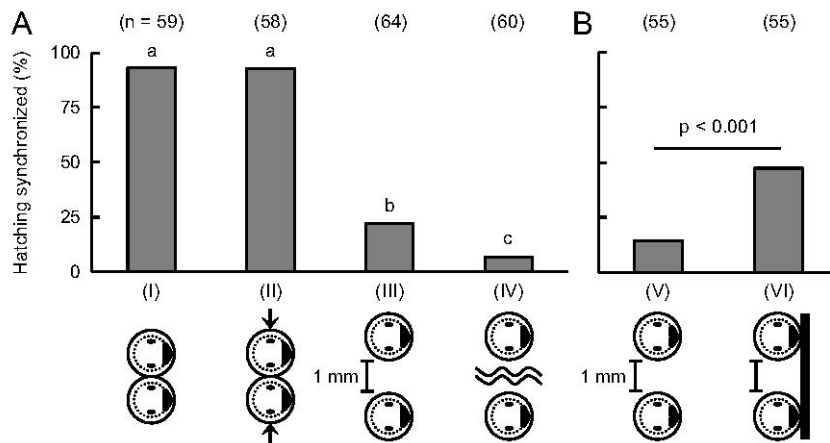 A (n = 59) (58) (64) (60) B (55) (55)
a a
100
75 p < 0.001
50
b
25
c
0
Hatching synchronized (%)
(I) (II) (III) (IV) (V) (VI)
1 mm 1 mm